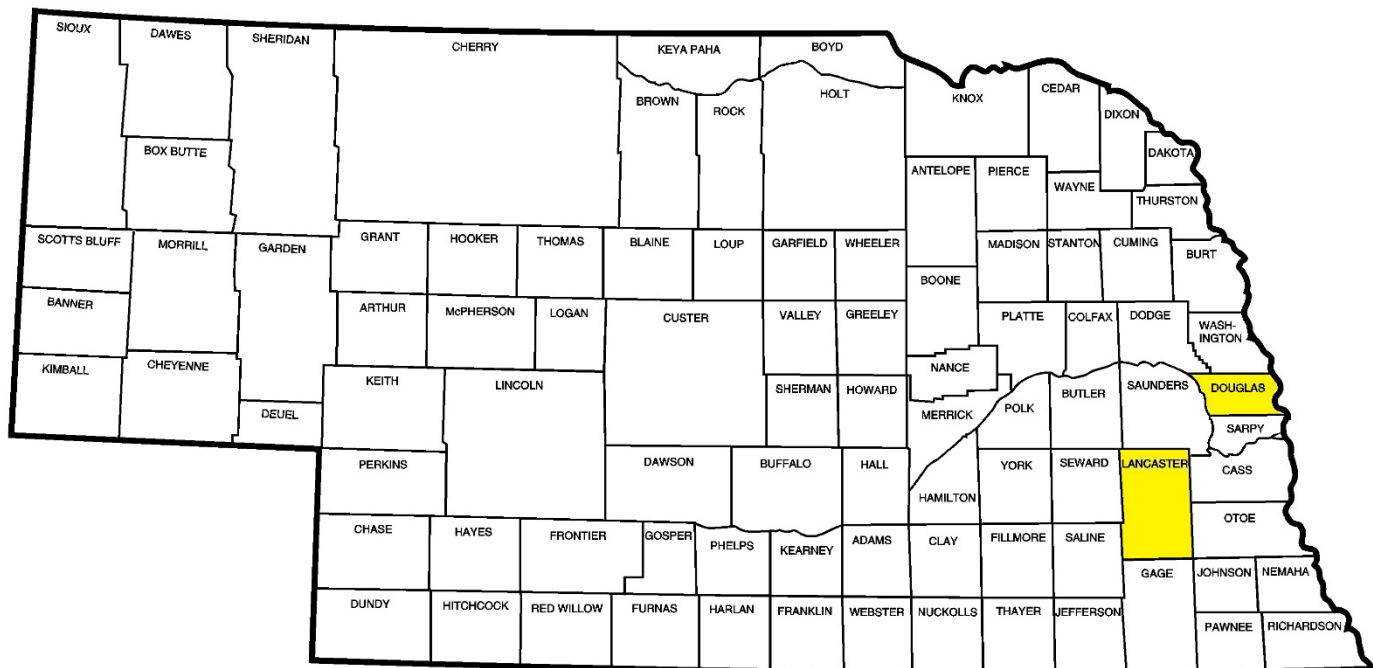 SIOUX
DAWES
SHERIDAN
CHERRY
KEYA PAHA
BOYD
BROWN
ROCK
HOLT
KNOX
CEDAR
DIXON
DAKOTA
BOX BUTTE
ANTELOPE
PIERCE
WAYNE
THURSTON
SCOTTS BLUFF
MORRILL
GARDEN
GRANT
HOOKER
THOMAS
BLAINE
LOUP
GARFIELD
WHEELER
MADISON
STANTON
CUMING
BURT
BANNER
ARTHUR
McPHERSON
LOGAN
CUSTER
VALLEY
GREELEY
BOONE
PLATTE
COLFAX
DODGE
WASH-
INGTON
KIMBALL
CHEYENNE
DEUEL
KEITH
LINCOLN
SHERMAN
HOWARD
NANCE
MERRICK
POLK
BUTLER
SAUNDERS
DOUGLAS
SARPY
PERKINS
DAWSON
BUFFALO
HALL
HAMILTON
YORK
SEWARD
LANCASTER
CASS
OTOE
CHASE
HAYES
FRONTIER
GOSPER
PHELPS
KEARNEY
ADAMS
CLAY
FILLMORE
SALINE
GAGE
JOHNSON
NEMAHA
DUNDY
HITCHCOCK
RED WILLOW
FURNAS
HARLAN
FRANKLIN
WEBSTER
NUCKOLLS
THAYER
JEFFERSON
PAWNEE
RICHARDSON